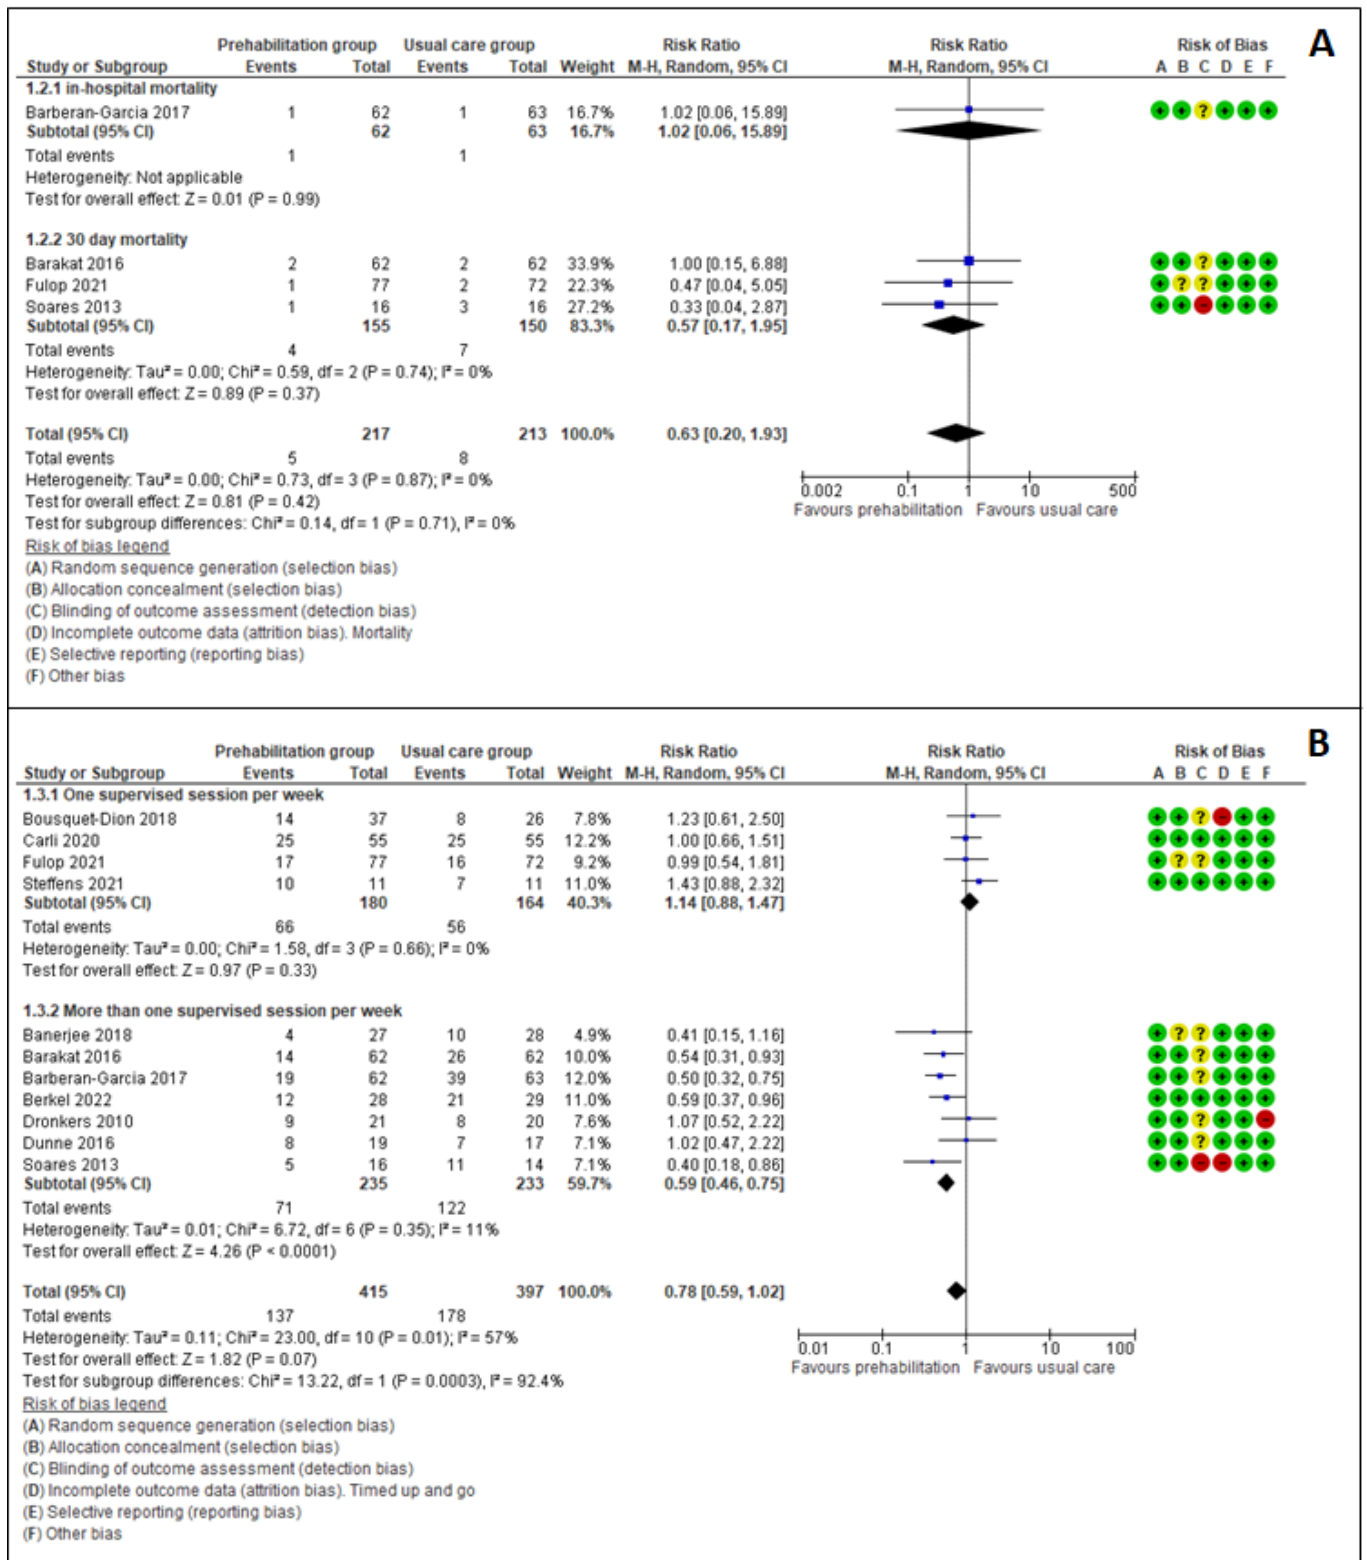 A
Prehabilitation group Usual care group Risk Ratio Risk Ratio Risk of Bias
Study or Subgroup Events Total Events Total Weight M-H, Random, 95% CI M-H, Random, 95% CI A B C D E F
1.2.1 in-hospital mortality
Barberan-Garcia 2017 1 62 1 63 16.7% 1.02 [0.06, 15.89] + + ? + + +
Subtotal (95% CI) 62 63 16.7% 1.02 [0.06, 15.89]
Total events 1 1
Heterogeneity: Not applicable
Test for overall effect: Z = 0.01 (P = 0.99)
1.2.2 30 day mortality
Barakat 2016 2 62 2 62 33.9% 1.00 [0.15, 6.88] + + ? + + +
Fulop 2021 1 77 2 72 22.3% 0.47 [0.04, 5.05] + ? ? + + +
Soares 2013 1 16 3 16 27.2% 0.33 [0.04, 2.87] + + - + + +
Subtotal (95% CI) 155 150 83.3% 0.57 [0.17, 1.95]
Total events 4 7
Heterogeneity: Tau² = 0.00; Chi² = 0.59, df = 2 (P = 0.74); I² = 0%
Test for overall effect: Z = 0.89 (P = 0.37)
Total (95% CI) 217 213 100.0% 0.63 [0.20, 1.93]
Total events 5 8
Heterogeneity: Tau² = 0.00; Chi² = 0.73, df = 3 (P = 0.87); I² = 0%
Test for overall effect: Z = 0.81 (P = 0.42)
Test for subgroup differences: Chi² = 0.14, df = 1 (P = 0.71), I² = 0%
0.002 0.1 1 10 500
Favours prehabilitation Favours usual care
Risk of bias legend
(A) Random sequence generation (selection bias)
(B) Allocation concealment (selection bias)
(C) Blinding of outcome assessment (detection bias)
(D) Incomplete outcome data (attrition bias). Mortality
(E) Selective reporting (reporting bias)
(F) Other bias
B
Prehabilitation group Usual care group Risk Ratio Risk Ratio Risk of Bias
Study or Subgroup Events Total Events Total Weight M-H, Random, 95% CI M-H, Random, 95% CI A B C D E F
1.3.1 One supervised session per week
Bousquet-Dion 2018 14 37 8 26 7.8% 1.23 [0.61, 2.50] + + ? - + +
Carli 2020 25 55 25 55 12.2% 1.00 [0.66, 1.51] + + + + + +
Fulop 2021 17 77 16 72 9.2% 0.99 [0.54, 1.81] + ? ? + + +
Steffens 2021 10 11 7 11 11.0% 1.43 [0.88, 2.32] + + + + + +
Subtotal (95% CI) 180 164 40.3% 1.14 [0.88, 1.47]
Total events 66 56
Heterogeneity: Tau² = 0.00; Chi² = 1.58, df = 3 (P = 0.66); I² = 0%
Test for overall effect: Z = 0.97 (P = 0.33)
1.3.2 More than one supervised session per week
Banerjee 2018 4 27 10 28 4.9% 0.41 [0.15, 1.16] + ? ? + + +
Barakat 2016 14 62 26 62 10.0% 0.54 [0.31, 0.93] + + ? + + +
Barberan-Garcia 2017 19 62 39 63 12.0% 0.50 [0.32, 0.75] + + ? + + +
Berkel 2022 12 28 21 29 11.0% 0.59 [0.37, 0.96] + + + + + +
Dronkers 2010 9 21 8 20 7.6% 1.07 [0.52, 2.22] + + ? + + -
Dunne 2016 8 19 7 17 7.1% 1.02 [0.47, 2.22] + + ? + + +
Soares 2013 5 16 11 14 7.1% 0.40 [0.18, 0.86] + + - - + +
Subtotal (95% CI) 235 233 59.7% 0.59 [0.46, 0.75]
Total events 71 122
Heterogeneity: Tau² = 0.01; Chi² = 6.72, df = 6 (P = 0.35); I² = 11%
Test for overall effect: Z = 4.26 (P < 0.0001)
Total (95% CI) 415 397 100.0% 0.78 [0.59, 1.02]
Total events 137 178
Heterogeneity: Tau² = 0.11; Chi² = 23.00, df = 10 (P = 0.01); I² = 57%
Test for overall effect: Z = 1.82 (P = 0.07)
Test for subgroup differences: Chi² = 13.22, df = 1 (P = 0.0003), I² = 92.4%
0.01 0.1 1 10 100
Favours prehabilitation Favours usual care
Risk of bias legend
(A) Random sequence generation (selection bias)
(B) Allocation concealment (selection bias)
(C) Blinding of outcome assessment (detection bias)
(D) Incomplete outcome data (attrition bias). Timed up and go
(E) Selective reporting (reporting bias)
(F) Other bias